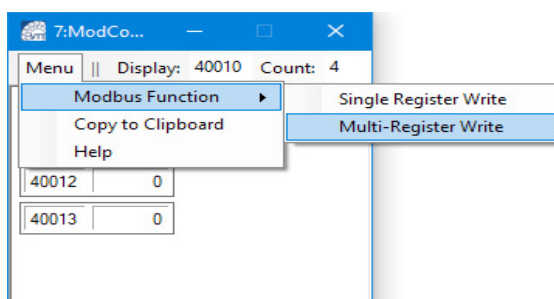 7:ModCo...
Menu || Display: 40010 Count: 4
Modbus Function Single Register Write
Copy to Clipboard Multi-Register Write
Help
40012 0
40013 0